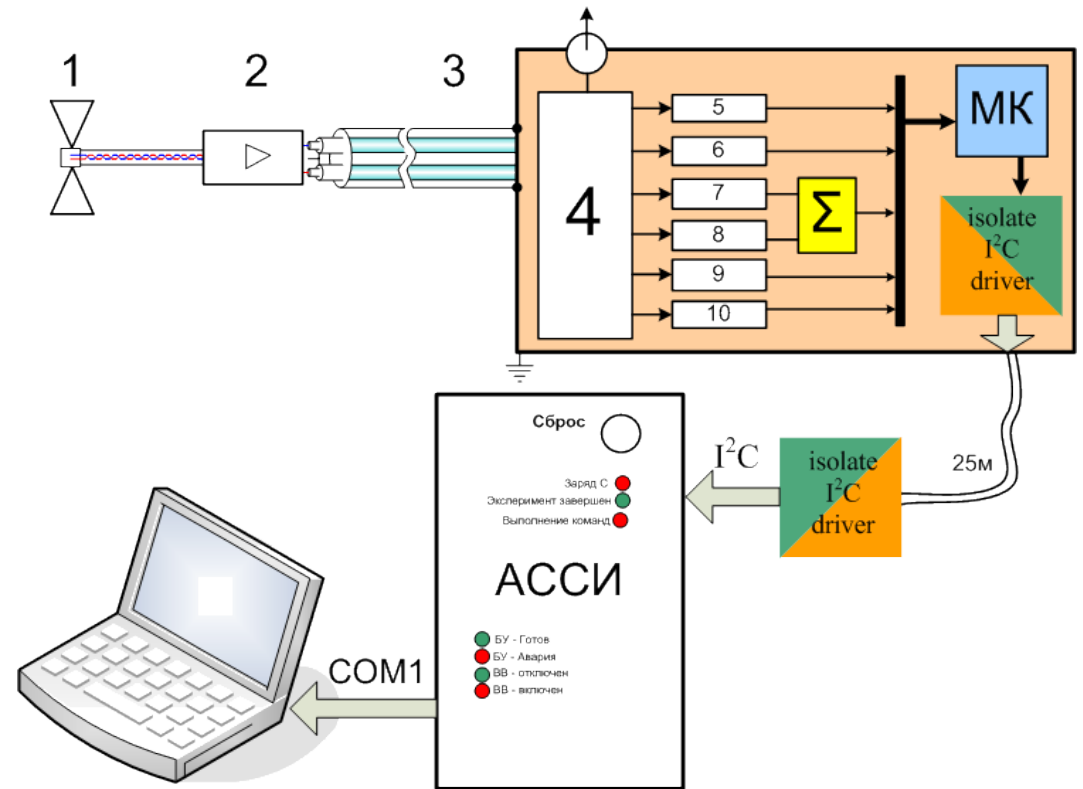 1
2
3
4
5
6
7
8
9
10
Σ
МК
isolate
I²C
driver
25м
isolate
I²C
driver
I²C
Сброс
Заряд С
Эксперимент завершен
Выполнение команд
АССИ
БУ - Готов
БУ - Авария
ВВ - отключен
ВВ - включен
COM1